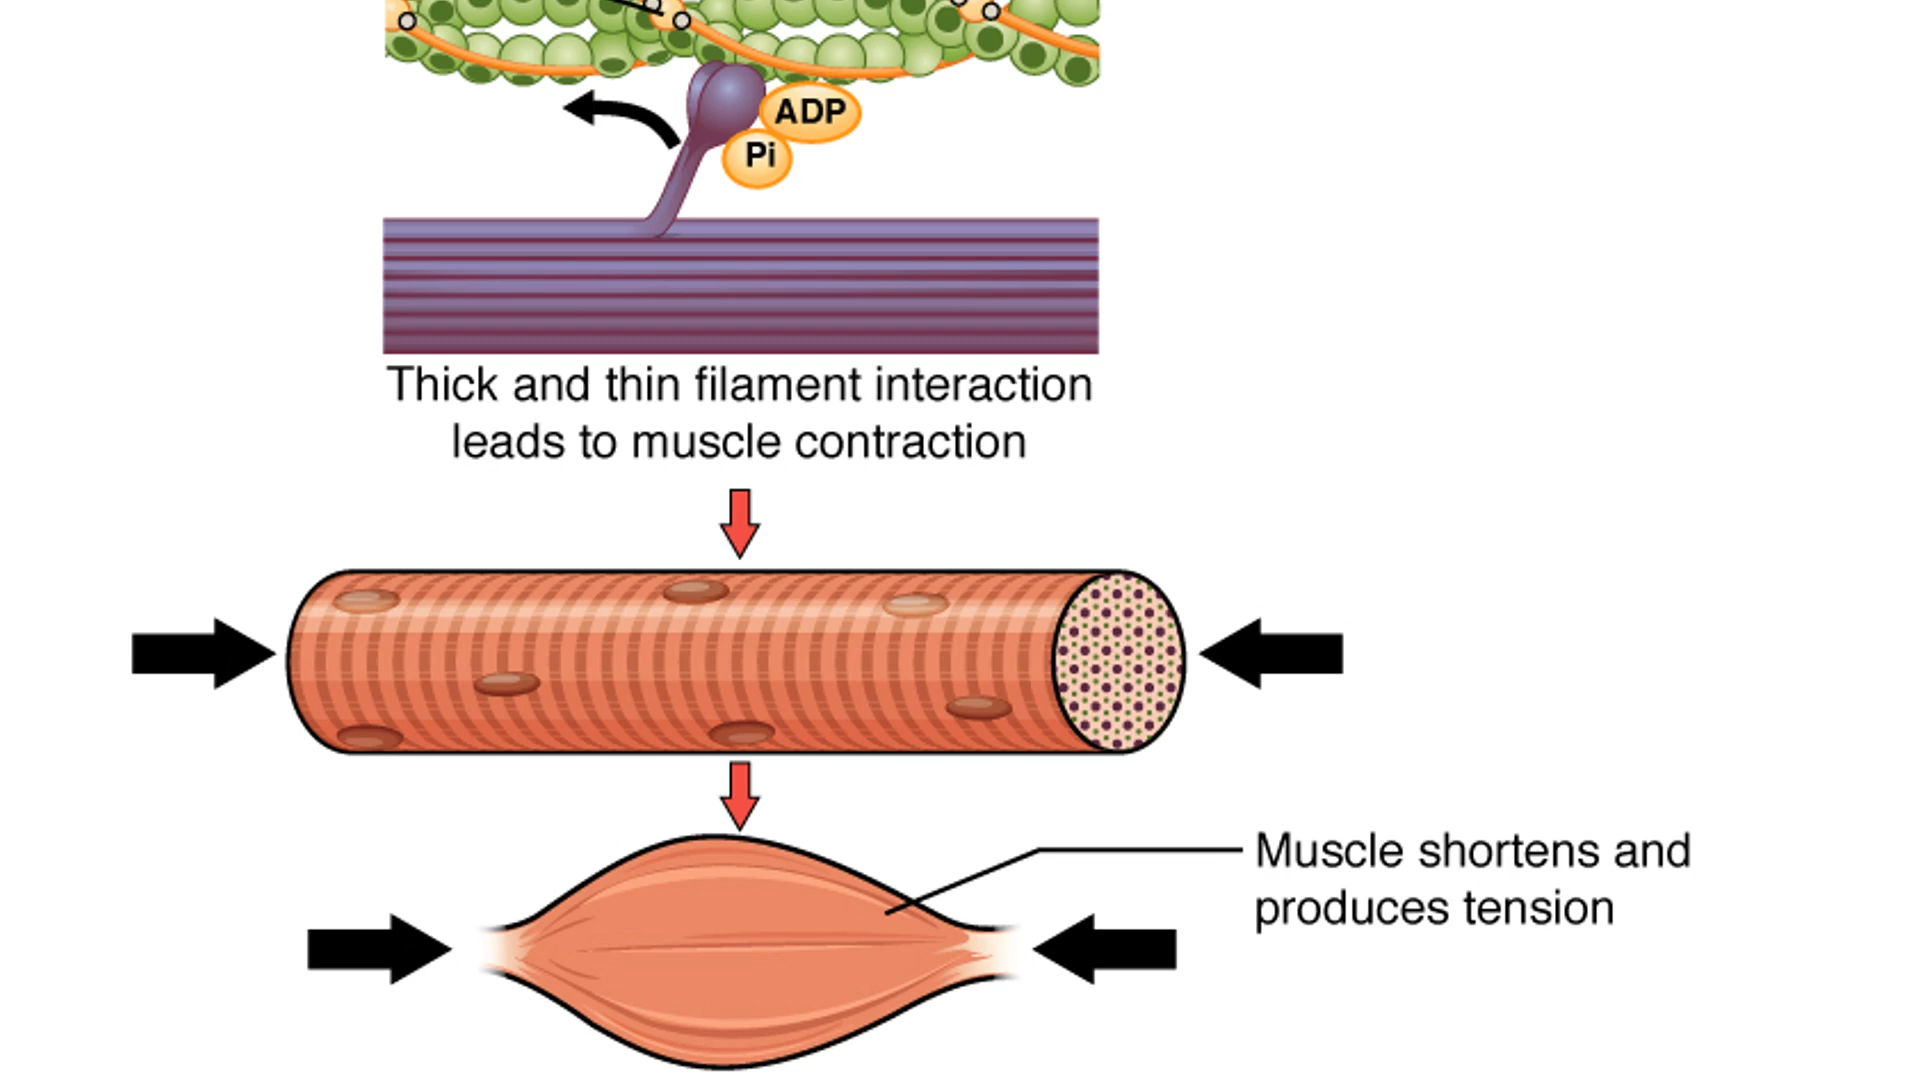 ADP
Pi
Thick and thin filament interaction
leads to muscle contraction
Muscle shortens and
produces tension